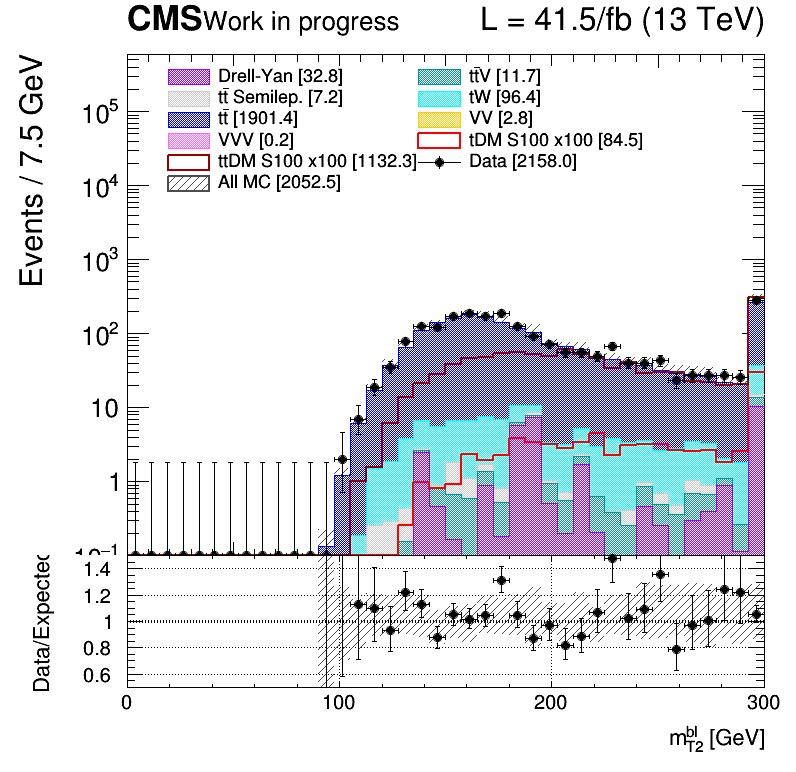 CMS Work in progress L = 41.5/fb (13 TeV)
Events / 7.5 GeV
Drell-Yan [32.8] tt̄V [11.7]
tt̄ Semilep. [7.2] tW [96.4]
tt̄ [1901.4] VV [2.8]
VVV [0.2] tDM S100 x100 [84.5]
ttDM S100 x100 [1132.3] Data [2158.0]
All MC [2052.5]
10⁵
10⁴
10³
10²
10
1
10⁻¹
Data/Expected
1.4
1.2
1
0.8
0.6
0 100 200 300
m_{T2}^{bl} [GeV]